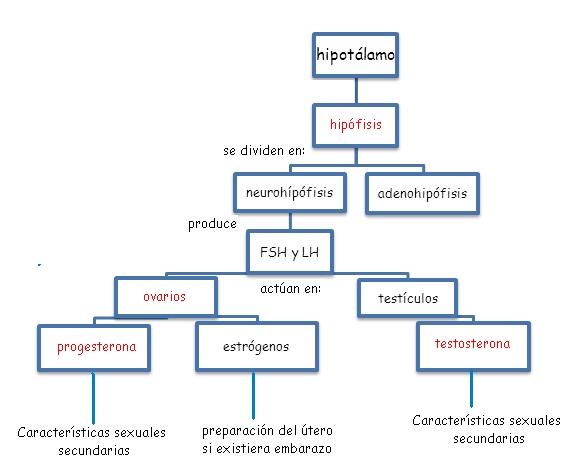 hipotálamo
hipófisis
se dividen en:
neurohípófisis
adenohipófisis
produce
FSH y LH
actúan en:
ovarios
testículos
progesterona
estrógenos
testosterona
Características sexuales
secundarias
preparación del útero
si existiera embarazo
Características sexuales
secundarias